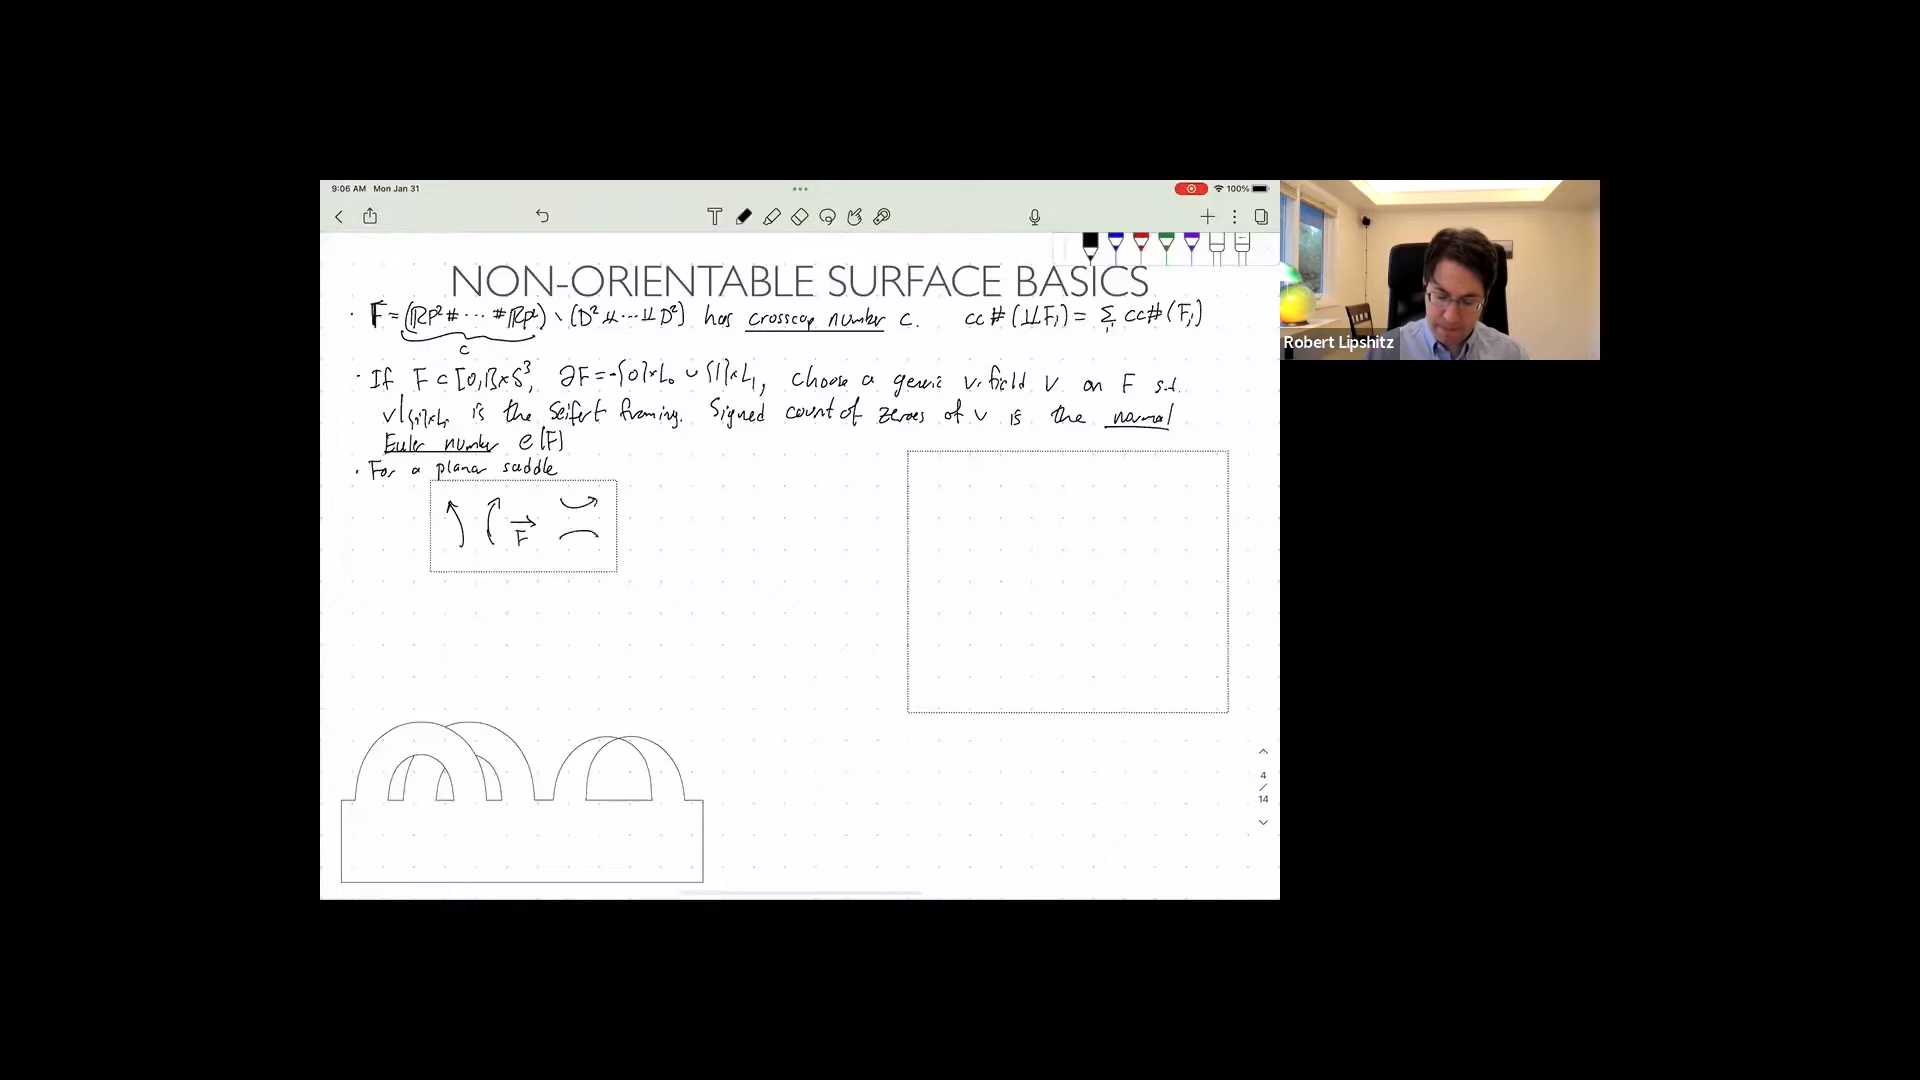 9:06 AM Mon Jan 31
100%
NON-ORIENTABLE SURFACE BASICS
· F = (RP² # ··· # RP²) \ (D² ⨿ ··· ⨿ D²) has crosscap number c. cc#(⨿Fᵢ) = Σᵢ cc#(Fᵢ)
c
· If F ⊂ [0,1]×S³, ∂F = -{0}×L₀ ∪ {1}×L₁, choose a generic v. field v on F s.t.
v|{i}×Lᵢ is the Seifert framing. Signed count of zeroes of v is the normal
Euler number e(F)
· For a planar saddle
F
4
/
14
Robert Lipshitz